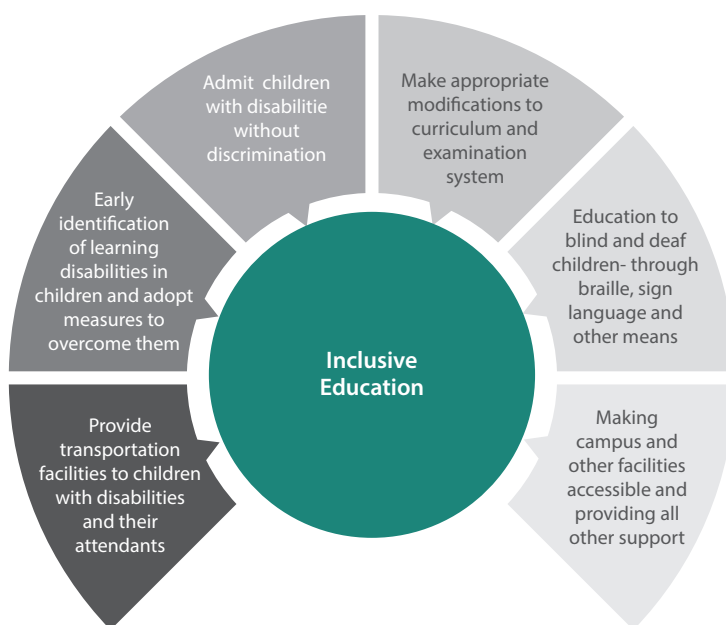 Admit  children
with disabilitie
without
discrimination
Make appropriate
modifications to
curriculum and
examination
system
Early
identification
of learning
disabilities in
children and adopt
measures to
overcome them
Education to
blind and deaf
children- through
braille, sign
language and
other means
Inclusive
Education
Provide
transportation
facilities to children
with disabilities
and their
attendants
Making
campus and
other facilities
accessible and
providing all
other support